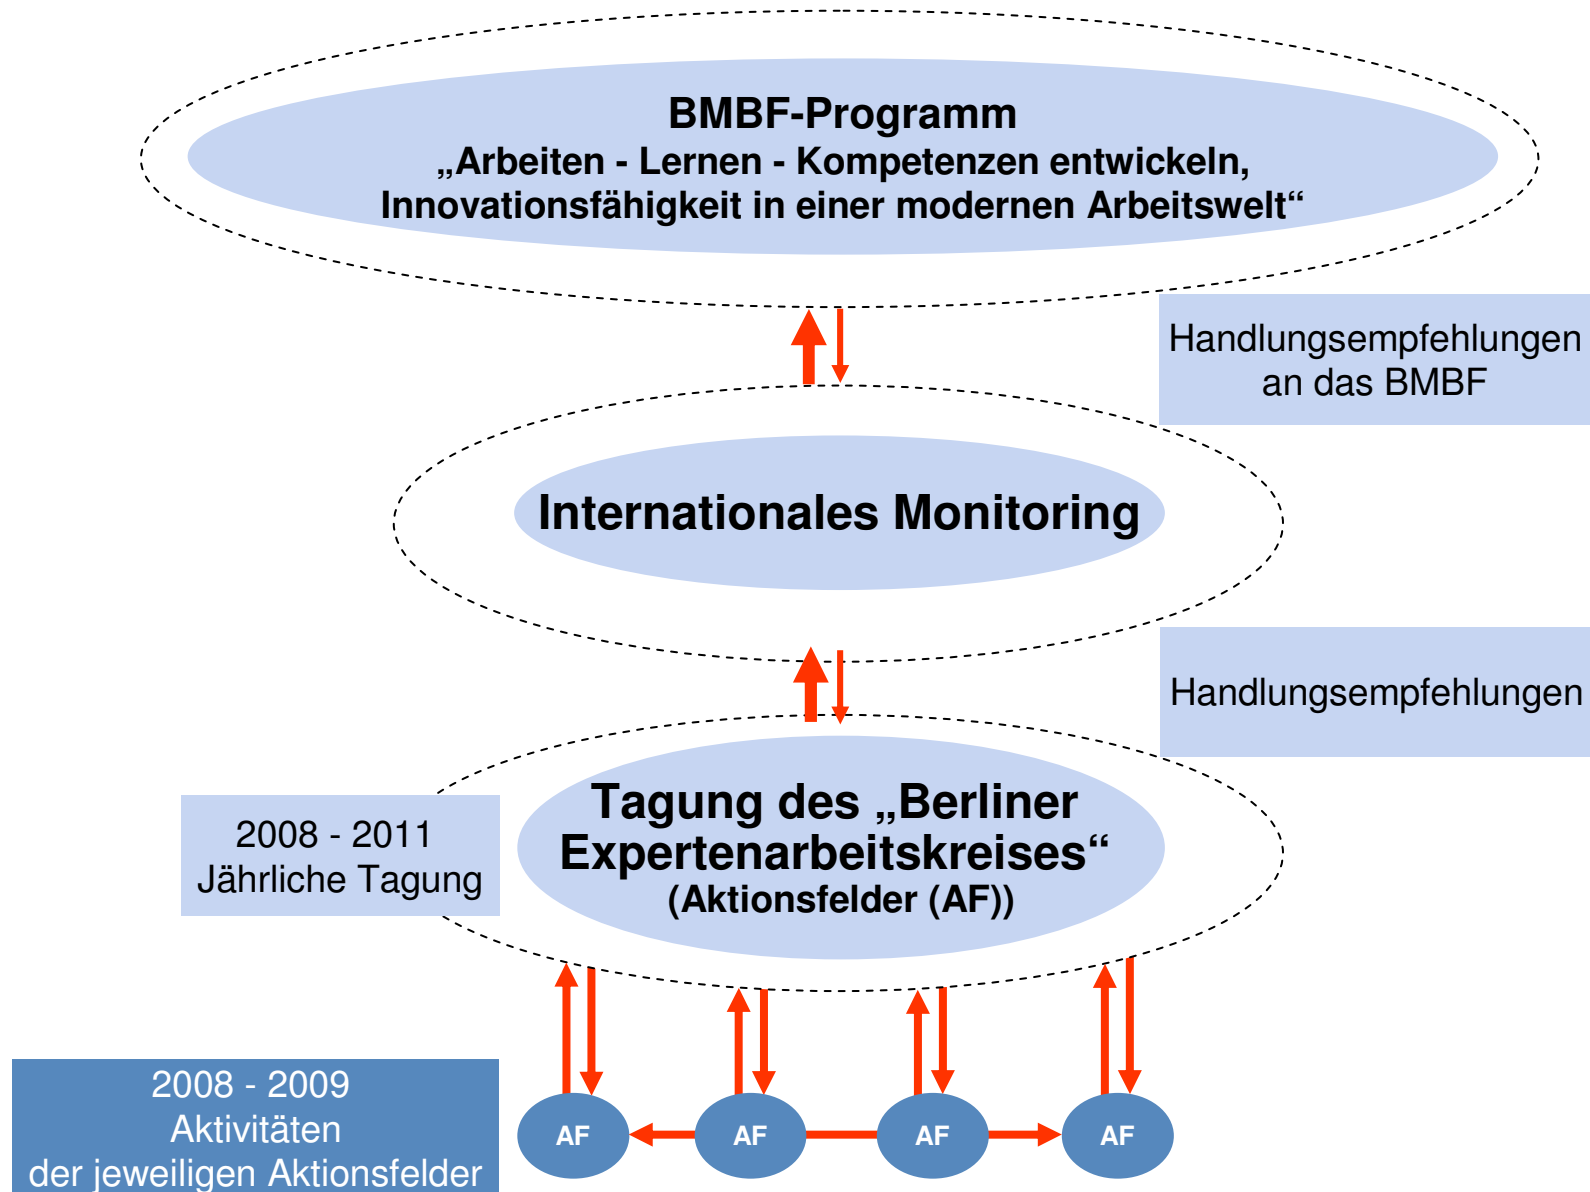 BMBF-Programm
„Arbeiten - Lernen - Kompetenzen entwickeln,
Innovationsfähigkeit in einer modernen Arbeitswelt“
Handlungsempfehlungen
an das BMBF
Internationales Monitoring
Handlungsempfehlungen
Tagung des „Berliner
Expertenarbeitskreises“
(Aktionsfelder (AF))
2008 - 2011
Jährliche Tagung
2008 - 2009
Aktivitäten
der jeweiligen Aktionsfelder
AF
AF
AF
AF